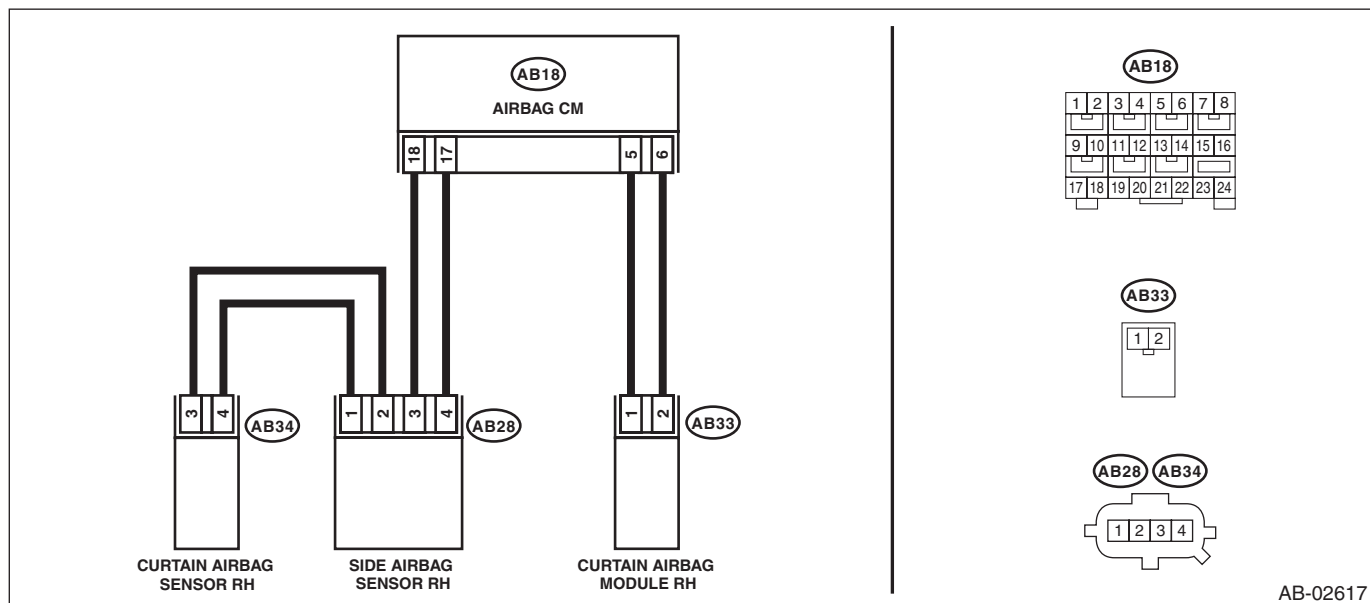 AB18
AIRBAG CM
18 17 5 6
3 4 AB34
1 2 3 4 AB28
1 2 AB33
CURTAIN AIRBAG
SENSOR RH
SIDE AIRBAG
SENSOR RH
CURTAIN AIRBAG
MODULE RH
AB18
1 2 3 4 5 6 7 8
9 10 11 12 13 14 15 16
17 18 19 20 21 22 23 24
AB33
1 2
AB28 AB34
1 2 3 4
AB-02617